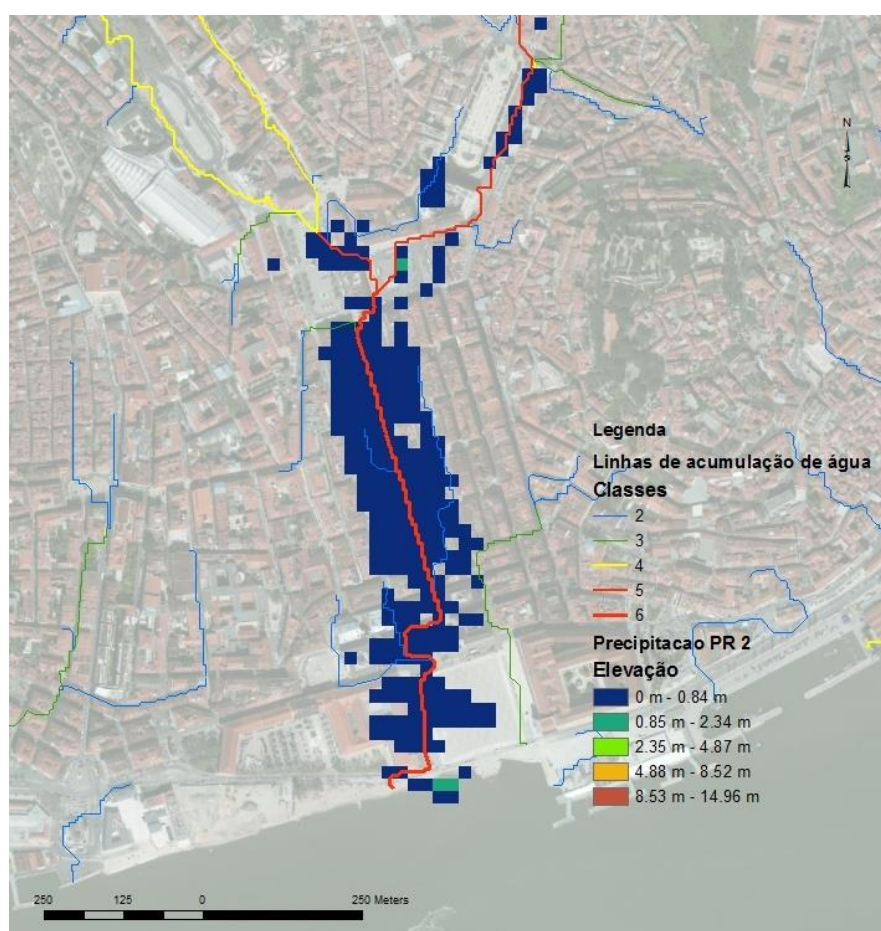 N
S
Legenda
Linhas de acumulação de água
Classes
2
3
4
5
6
Precipitacao PR 2
Elevação
0 m - 0.84 m
0.85 m - 2.34 m
2.35 m - 4.87 m
4.88 m - 8.52 m
8.53 m - 14.96 m
250 125 0 250 Meters